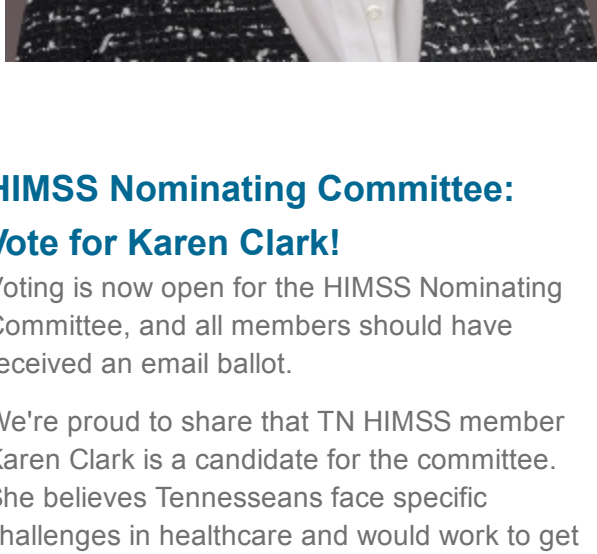 HIMSS Nominating Committee:
Vote for Karen Clark!
Voting is now open for the HIMSS Nominating
Committee, and all members should have
received an email ballot.
We're proud to share that TN HIMSS member
Karen Clark is a candidate for the committee.
She believes Tennesseans face specific
challenges in healthcare and would work to get